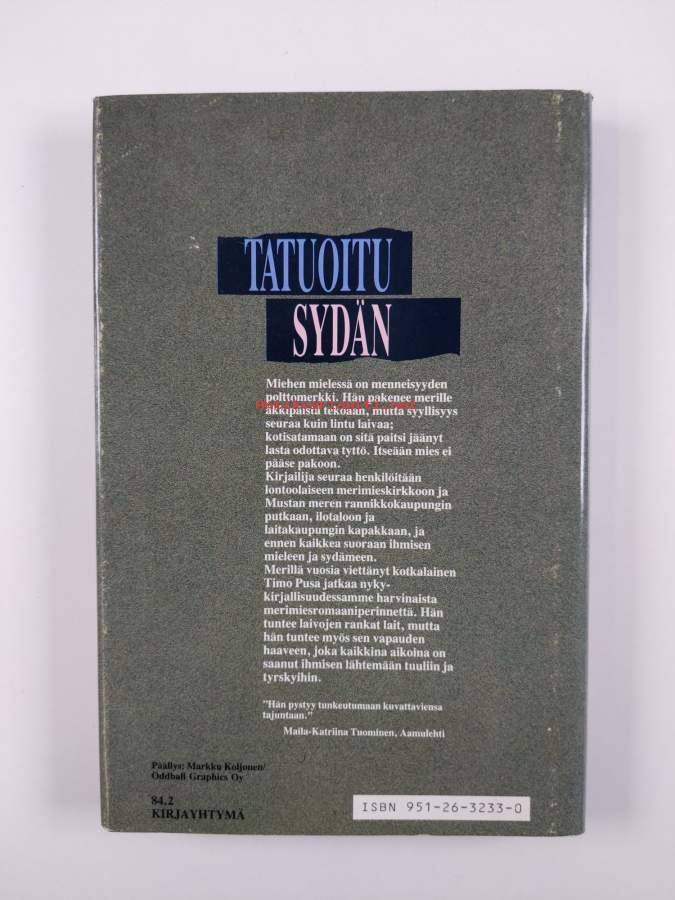 TATUOITU
SYDÄN
Miehen mielessä on menneisyyden
polttomerkki. Hän pakenee merille
äkkipäistä tekoaan, mutta syyllisyys
seuraa kuin lintu laivaa;
kotisatamaan on sitä paitsi jäänyt
lasta odottava tyttö. Itseään mies ei
pääse pakoon.
Kirjailija seuraa henkilöitään
lontoolaiseen merimieskirkkoon ja
Mustan meren rannikkokaupungin
putkaan, ilotaloon ja
laitakaupungin kapakkaan, ja
ennen kaikkea suoraan ihmisen
mieleen ja sydämeen.
Merillä vuosia viettänyt kotkalainen
Timo Pusa jatkaa nyky-
kirjallisuudessamme harvinaista
merimiesromaaniperinnettä. Hän
tuntee laivojen rankat lait, mutta
hän tuntee myös sen vapauden
haaveen, joka kaikkina aikoina on
saanut ihmisen lähtemään tuuliin ja
tyrskyihin.
"Hän pystyy tunkeutumaan kuvattaviensa
tajuntaan."
Maila-Katriina Tuominen, Aamulehti
Päällys: Markku Koljonen/
Oddball Graphics Oy
84.2
KIRJAYHTYMÄ
ISBN 951-26-3233-0